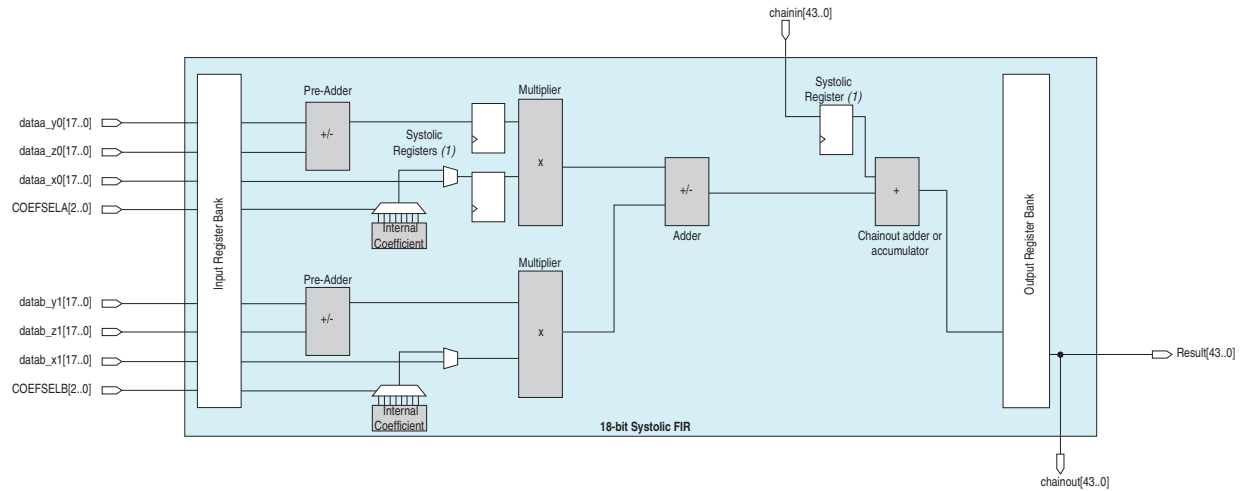 chainin[43..0]
Systolic
Register (1)
Pre-Adder
Multiplier
dataa_y0[17..0]
+/-
Systolic
Registers (1)
dataa_z0[17..0]
dataa_x0[17..0]
x
COEFSELA[2..0]
Internal
Coefficient
+/-
Adder
+
Chainout adder or
accumulator
Input Register Bank
Output Register Bank
Pre-Adder
Multiplier
datab_y1[17..0]
+/-
datab_z1[17..0]
x
datab_x1[17..0]
Result[43..0]
COEFSELB[2..0]
Internal
Coefficient
18-bit Systolic FIR
chainout[43..0]